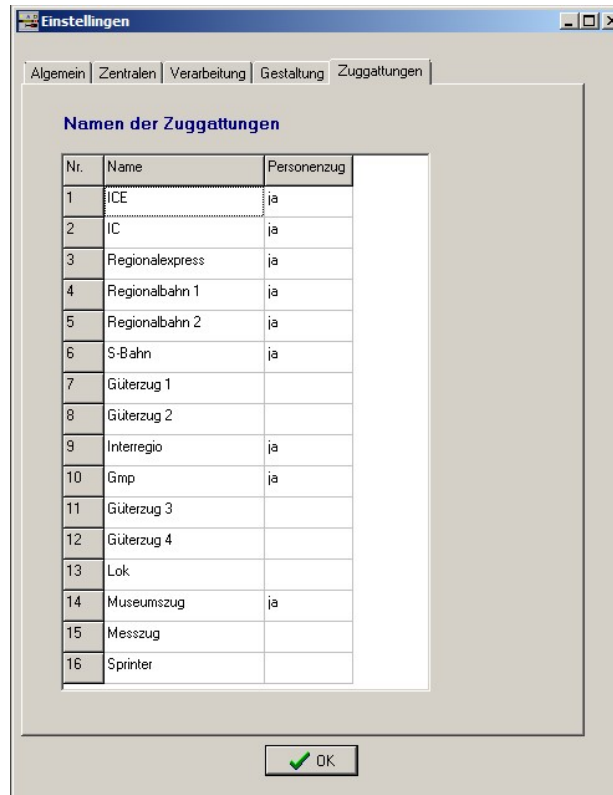 Einstellingen
Algemein Zentralen Verarbeitung Gestaltung Zuggattungen
Namen der Zuggattungen
Nr. Name Personenzug
1 ICE ja
2 IC ja
3 Regionalexpress ja
4 Regionalbahn 1 ja
5 Regionalbahn 2 ja
6 S-Bahn ja
7 Güterzug 1
8 Güterzug 2
9 Interregio ja
10 Gmp ja
11 Güterzug 3
12 Güterzug 4
13 Lok
14 Museumszug ja
15 Messzug
16 Sprinter
OK